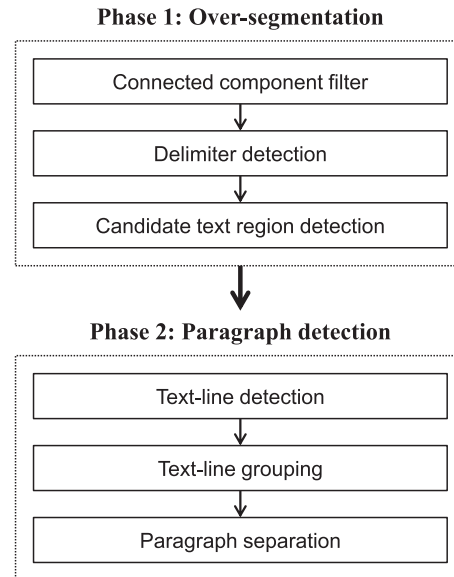 Phase 1: Over-segmentation
Connected component filter
Delimiter detection
Candidate text region detection
Phase 2: Paragraph detection
Text-line detection
Text-line grouping
Paragraph separation